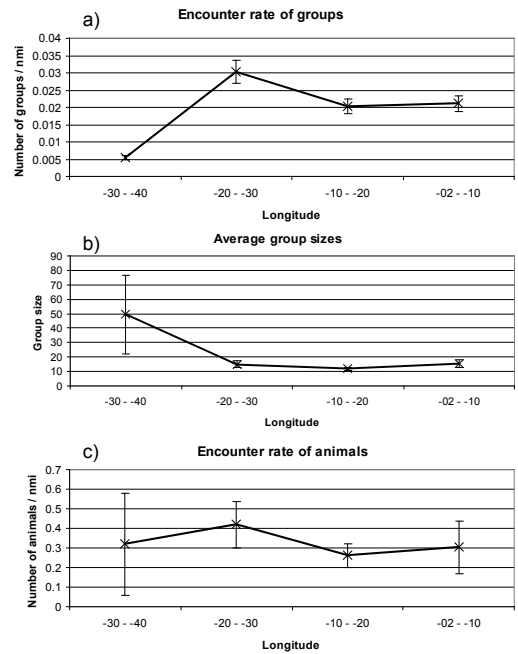 a) Encounter rate of groups
Number of groups / nmi
0.04
0.035
0.03
0.025
0.02
0.015
0.01
0.005
0
-30 - -40 -20 - -30 -10 - -20 -02 - -10
Longitude
b) Average group sizes
Group size
90
80
70
60
50
40
30
20
10
0
-30 - -40 -20 - -30 -10 - -20 -02 - -10
Longitude
c) Encounter rate of animals
Number of animals / nmi
0.7
0.6
0.5
0.4
0.3
0.2
0.1
0
-30 - -40 -20 - -30 -10 - -20 -02 - -10
Longitude